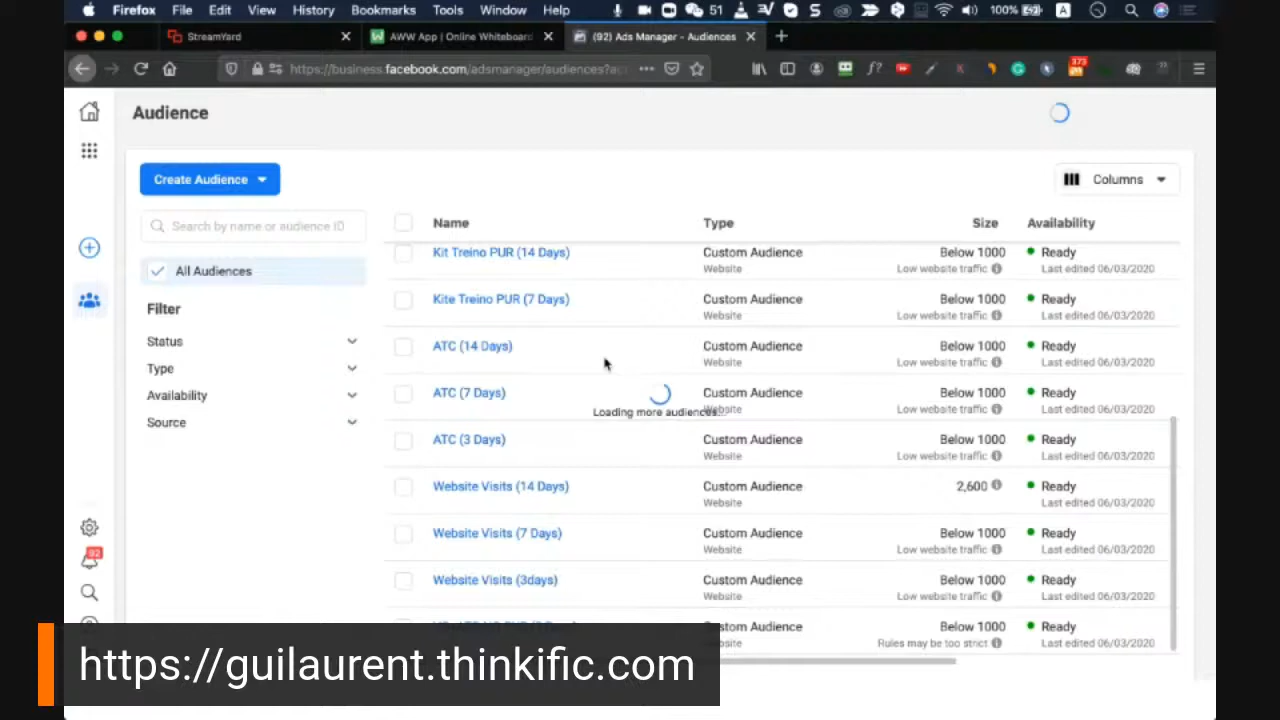 Firefox File Edit View History Bookmarks Tools Window Help 51 100% A
StreamYard AWW App | Online Whiteboard (92) Ads Manager - Audiences
https://business.facebook.com/adsmanager/audiences?ac 373
Audience
Create Audience Columns
Search by name or audience ID Name Type Size Availability
All Audiences
Filter
Status
Type
Availability
Source
Kit Treino PUR (14 Days) Custom Audience Below 1000 Ready
Website Low website traffic Last edited 06/03/2020
Kite Treino PUR (7 Days) Custom Audience Below 1000 Ready
Website Low website traffic Last edited 06/03/2020
ATC (14 Days) Custom Audience Below 1000 Ready
Website Low website traffic Last edited 06/03/2020
ATC (7 Days) Custom Audience Below 1000 Ready
Loading more audiences... Website Low website traffic Last edited 06/03/2020
ATC (3 Days) Custom Audience Below 1000 Ready
Website Low website traffic Last edited 06/03/2020
Website Visits (14 Days) Custom Audience 2,600 Ready
Website Last edited 06/03/2020
Website Visits (7 Days) Custom Audience Below 1000 Ready
Website Low website traffic Last edited 06/03/2020
Website Visits (3days) Custom Audience Below 1000 Ready
Website Low website traffic Last edited 06/03/2020
stom Audience Below 1000 Ready
bsite Rules may be too strict Last edited 06/03/2020
92
https://guilaurent.thinkific.com